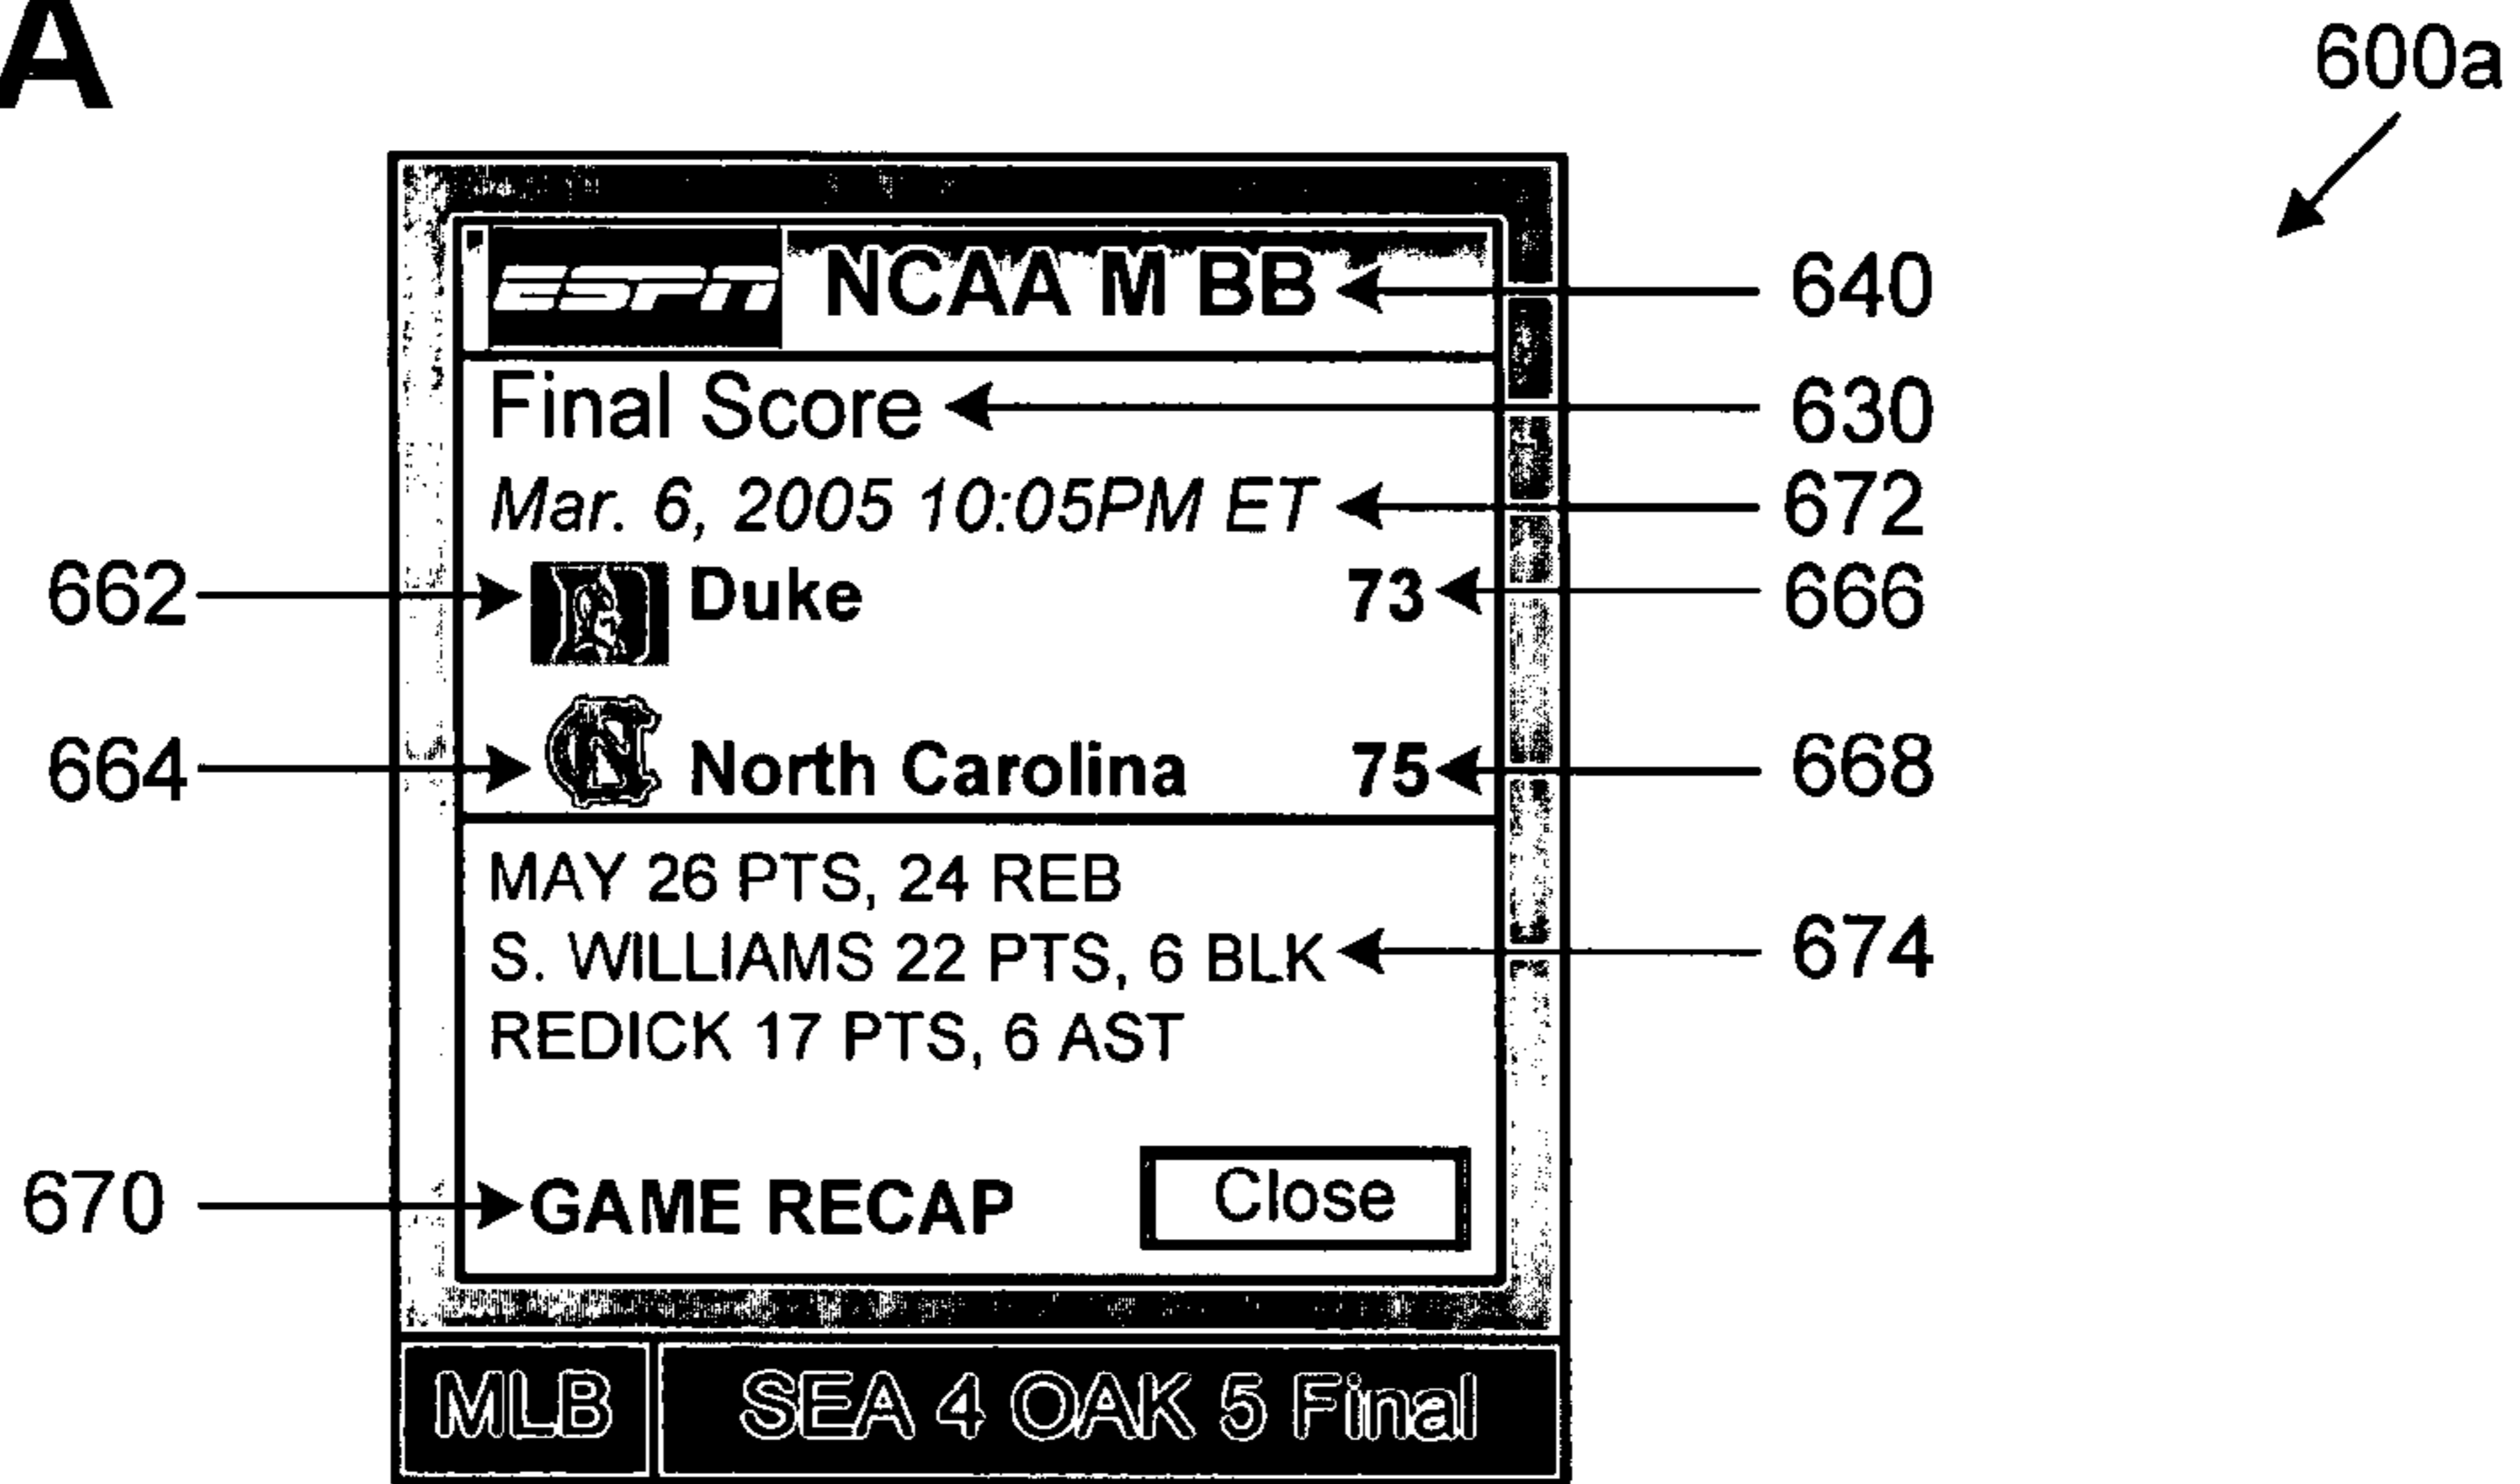 A
600a
ESPN NCAA M BB 640
Final Score 630
Mar. 6, 2005 10:05PM ET 672
662 Duke 73 666
664 NC North Carolina 75 668
MAY 26 PTS, 24 REB
S. WILLIAMS 22 PTS, 6 BLK 674
REDICK 17 PTS, 6 AST
670 GAME RECAP Close
MLB SEA 4 OAK 5 Final